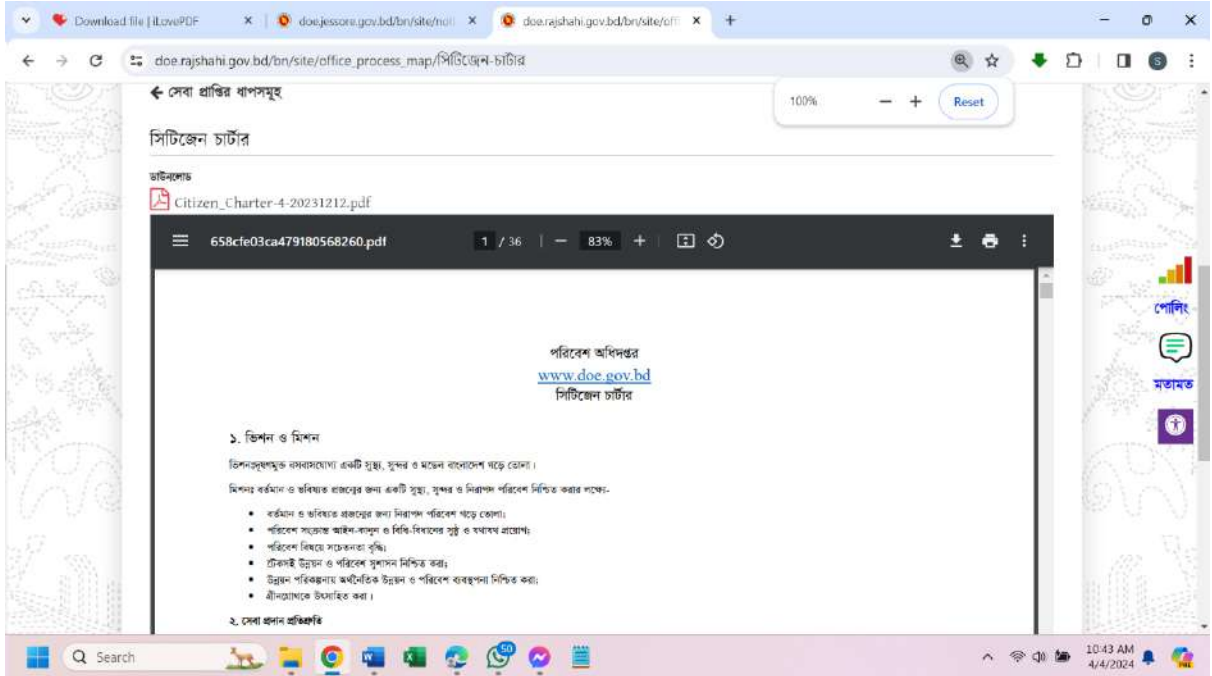 Download file | iLovePDF
doe.jessore.gov.bd/bn/site/noti
doe.rajshahi.gov.bd/bn/site/offi
doe.rajshahi.gov.bd/bn/site/office_process_map/সিটিজেন-চার্টার
S
সেবা প্রাপ্তির ধাপসমূহ
100%
Reset
সিটিজেন চার্টার
ডাউনলোড
Citizen_Charter-4-20231212.pdf
658cfe03ca479180568260.pdf
1 / 36
83%
পোলিং
মতামত
পরিবেশ অধিদপ্তর
www.doe.gov.bd
সিটিজেন চার্টার
১. ভিশন ও মিশন
ভিশনঃদূষণমুক্ত বসবাসযোগ্য একটি সুস্থ্য, সুন্দর ও মডেল বাংলাদেশ গড়ে তোলা।
মিশনঃ বর্তমান ও ভবিষ্যত প্রজন্মের জন্য একটি সুস্থ্য, সুন্দর ও নিরাপদ পরিবেশ নিশ্চিত করার লক্ষ্যে-
• বর্তমান ও ভবিষ্যত প্রজন্মের জন্য নিরাপদ পরিবেশ গড়ে তোলা;
• পরিবেশ সংক্রান্ত আইন-কানুন ও বিধি-বিধানের সুষ্ঠু ও যথাযথ প্রয়োগ;
• পরিবেশ বিষয়ে সচেতনতা বৃদ্ধি;
• টেকসই উন্নয়ন ও পরিবেশ সুশাসন নিশ্চিত করা;
• উন্নয়ন পরিকল্পনায় অর্থনৈতিক উন্নয়ন ও পরিবেশ ব্যবস্থপনা নিশ্চিত করা;
• গ্রীনগ্রোথকে উৎসাহিত করা।
২. সেবা প্রদান প্রতিশ্রুতি
Search
50
10:43 AM
4/4/2024
PRE